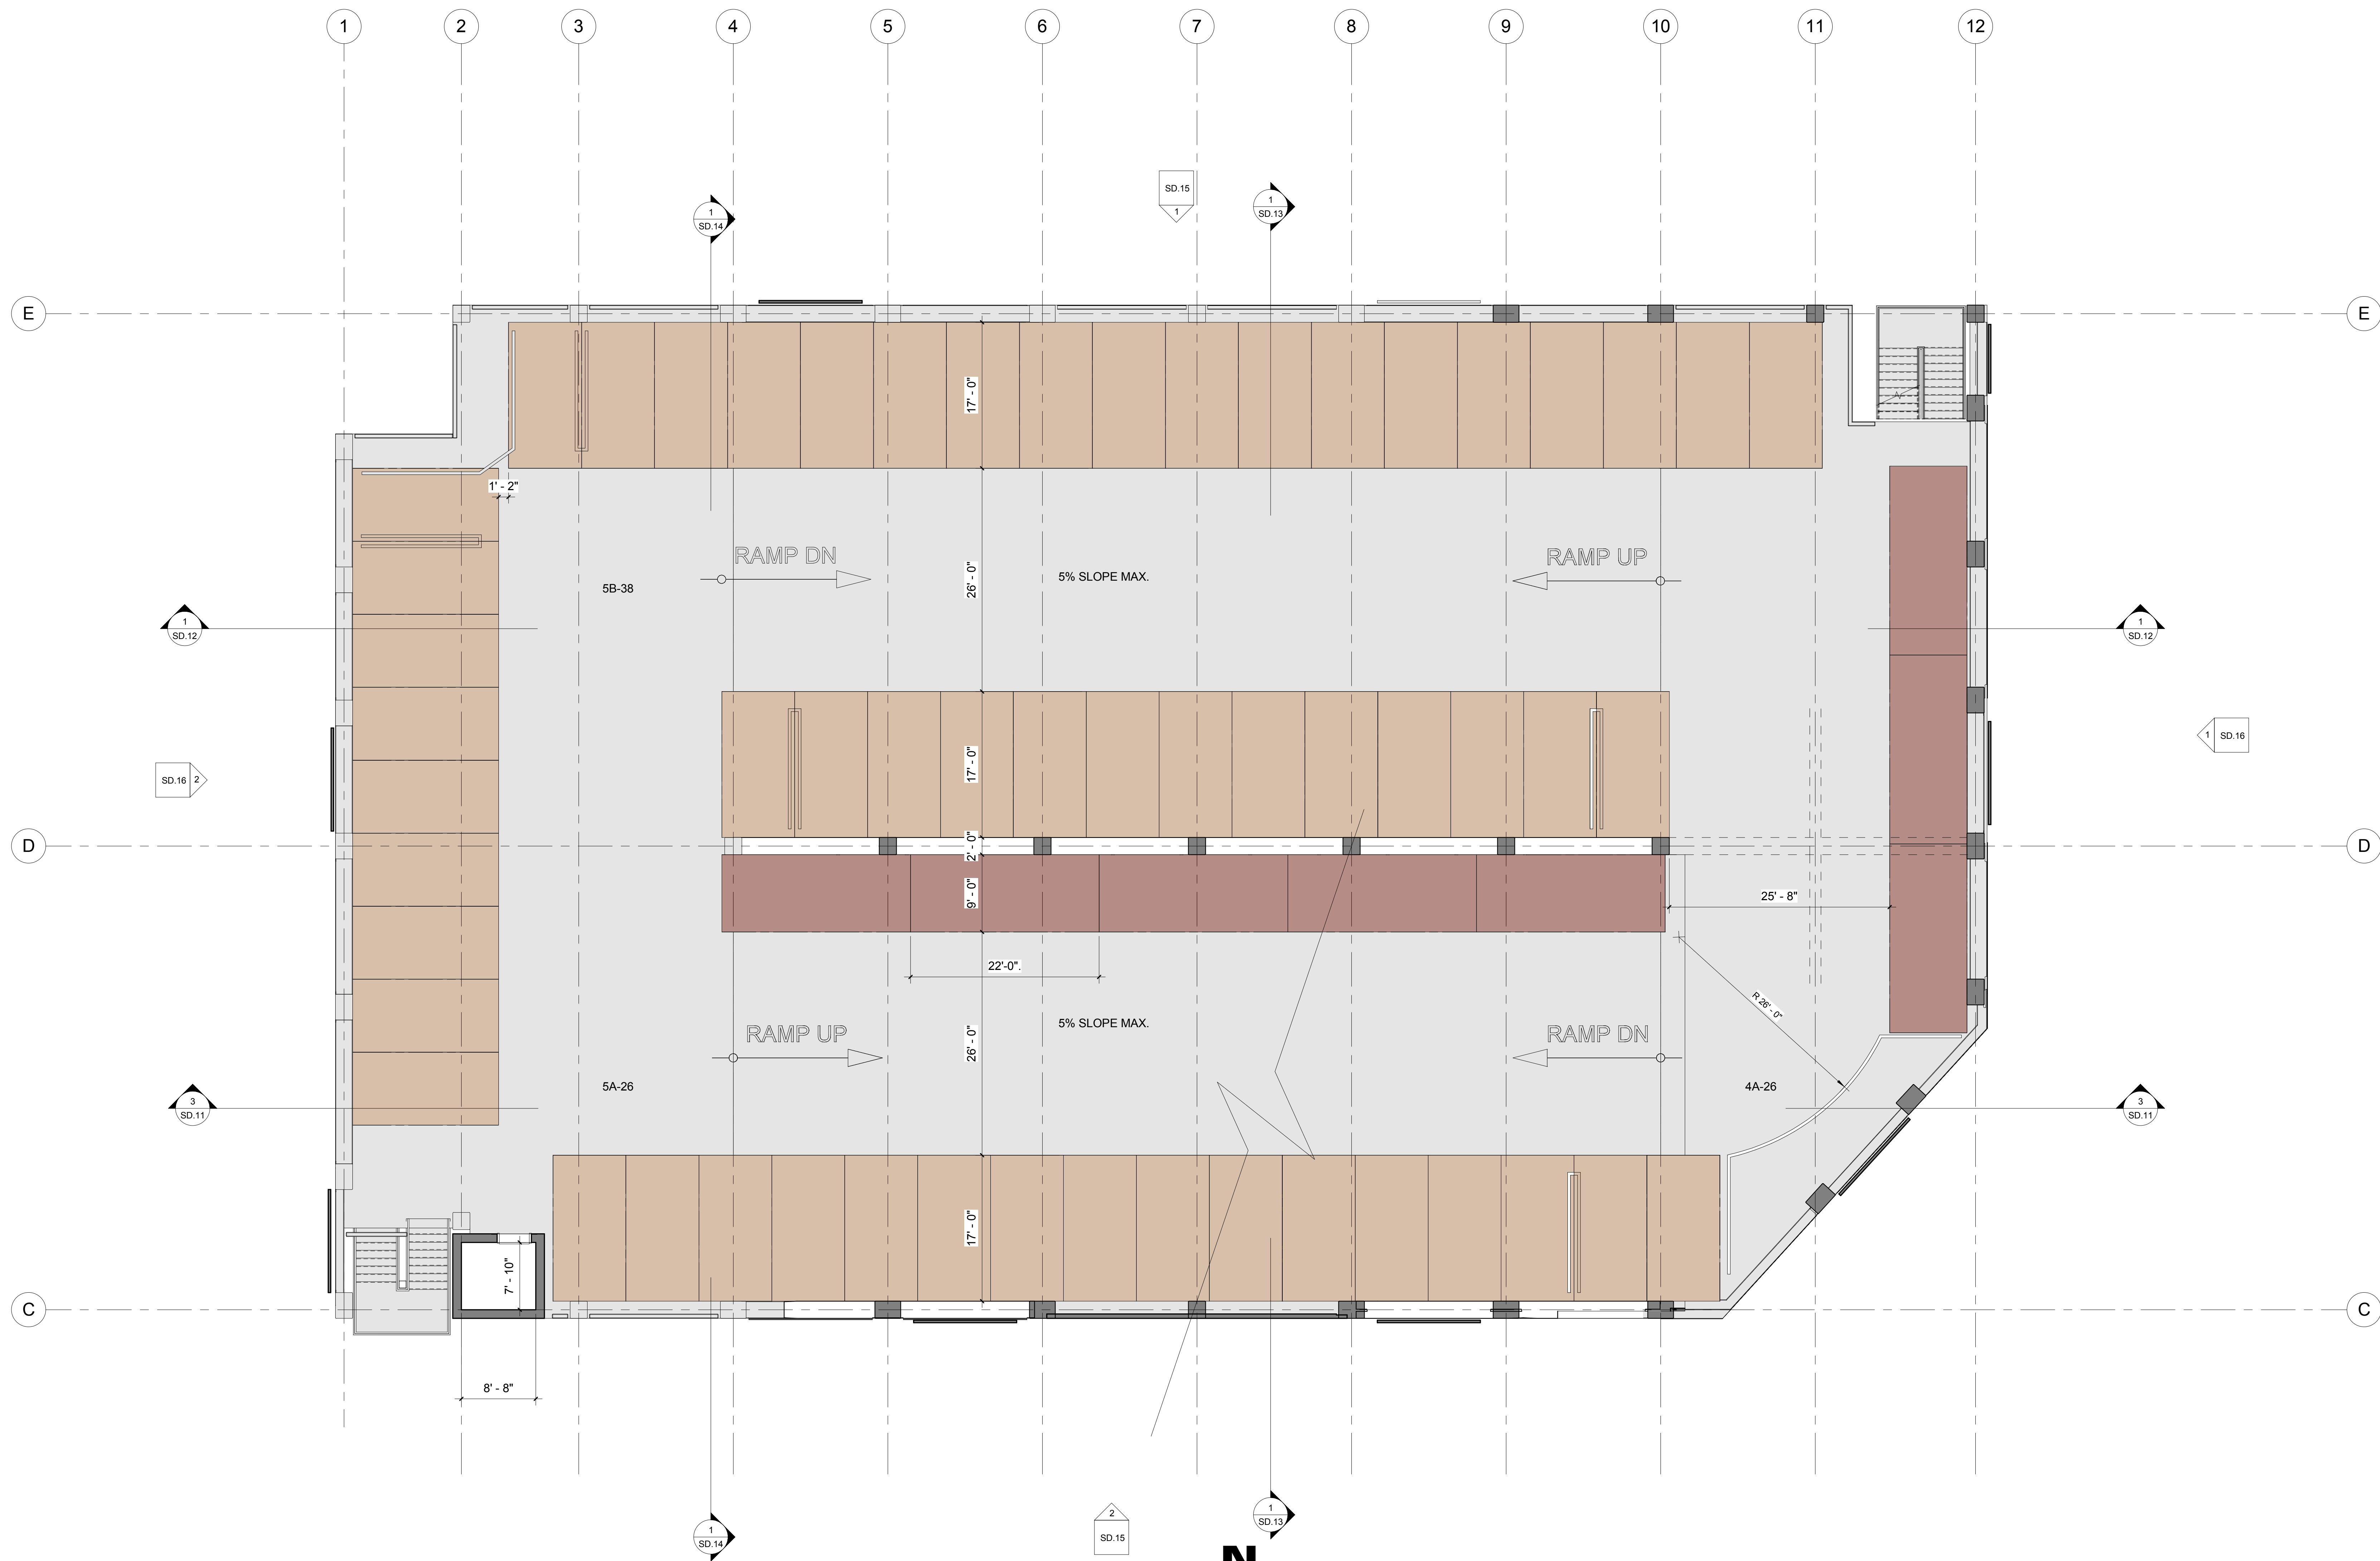 1 2 3 4 5 6 7 8 9 10 11 12
SD.15
1
1
SD.14
1
SD.13
E
E
17' - 0"
1' - 2"
RAMP DN
RAMP UP
5% SLOPE MAX.
5B-38
26' - 0"
1
SD.12
1
SD.12
SD.16 2
1 SD.16
17' - 0"
D
D
2' - 0"
9' - 0"
25' - 8"
22'-0".
R 26' - 0"
RAMP UP
5% SLOPE MAX.
RAMP DN
26' - 0"
5A-26
4A-26
3
SD.11
3
SD.11
17' - 0"
7' - 10"
C
C
8' - 8"
1
SD.14
2
SD.15
1
SD.13
N